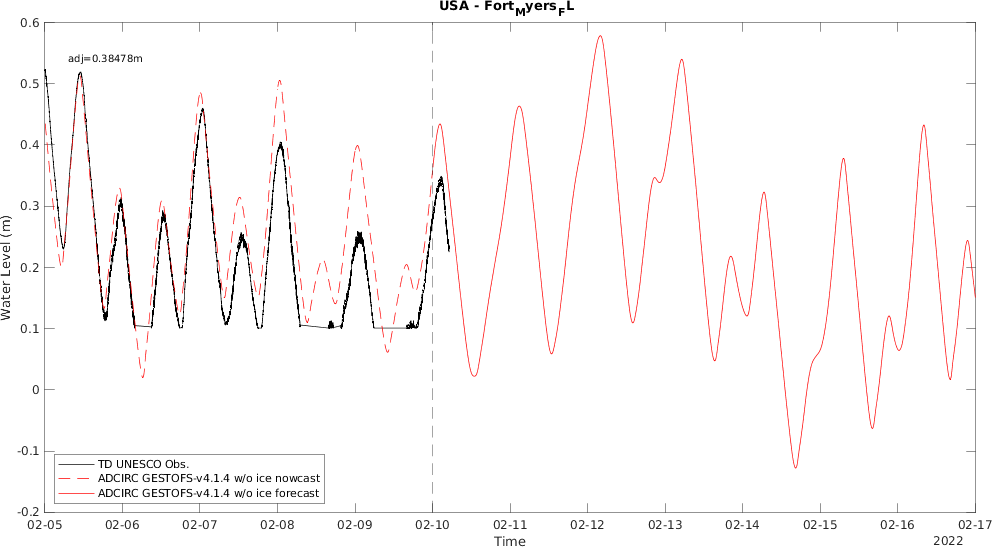 USA - Fort_Myers_FL
0.6
adj=0.38478m
0.5
0.4
0.3
0.2
0.1
0
-0.1
-0.2
Water Level (m)
TD UNESCO Obs.
ADCIRC GESTOFS-v4.1.4 w/o ice nowcast
ADCIRC GESTOFS-v4.1.4 w/o ice forecast
02-05 02-06 02-07 02-08 02-09 02-10 02-11 02-12 02-13 02-14 02-15 02-16 02-17
Time
2022